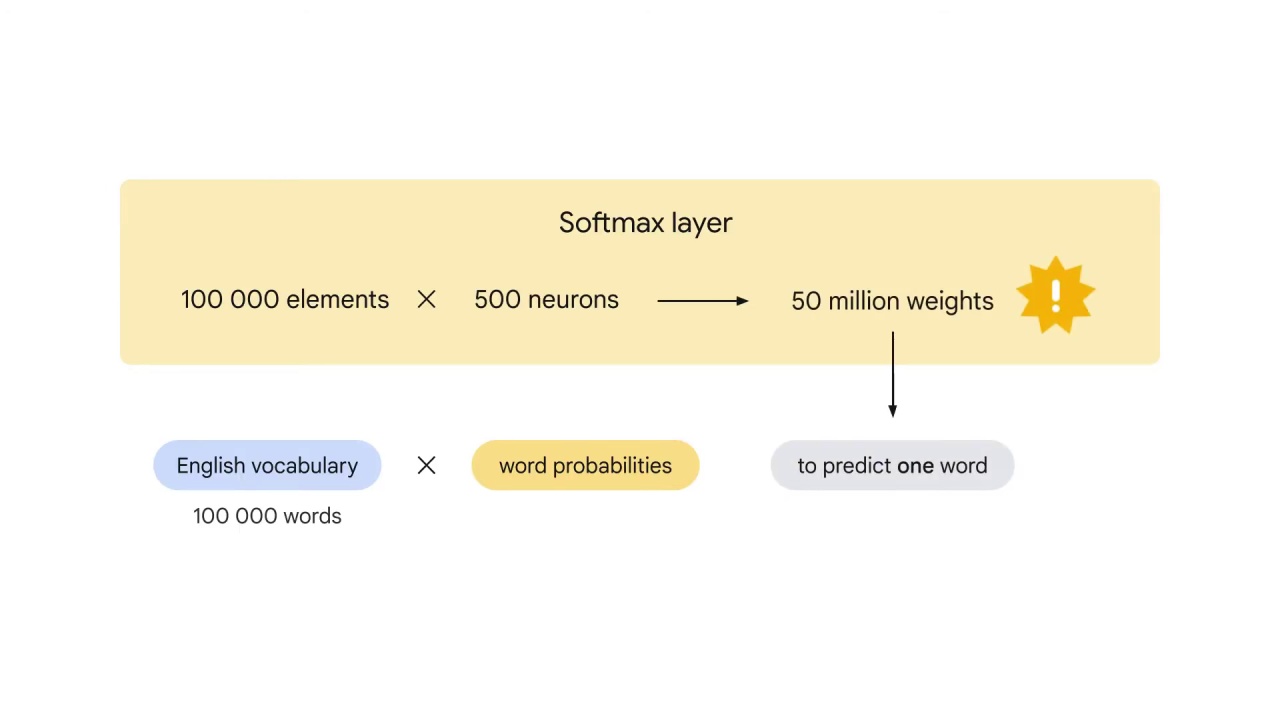 Softmax layer
100 000 elements × 500 neurons 50 million weights
English vocabulary × word probabilities to predict one word
100 000 words